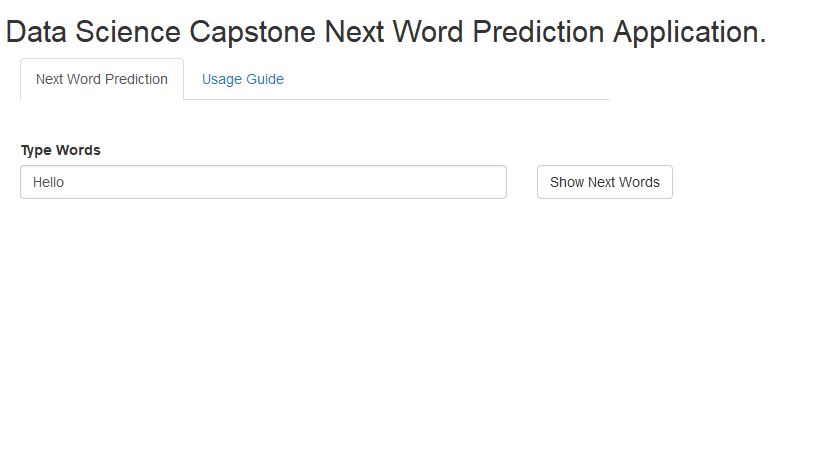 Data Science Capstone Next Word Prediction Application.
Next Word Prediction Usage Guide
Type Words
Hello Show Next Words